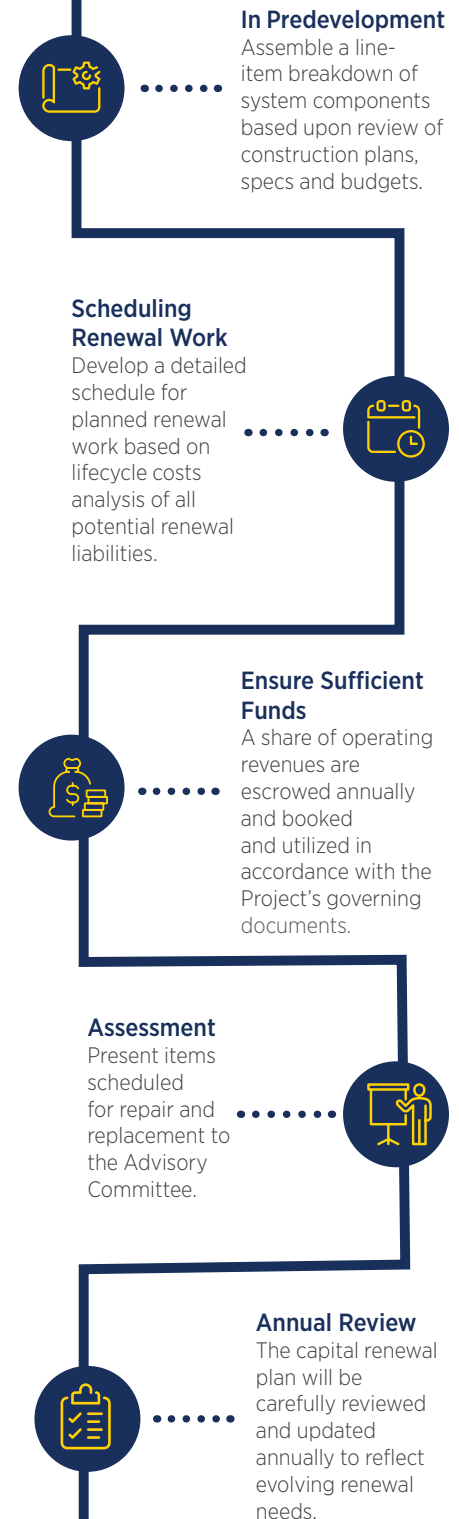 In Predevelopment
Assemble a line-
item breakdown of
system components
based upon review of
construction plans,
specs and budgets.
Scheduling
Renewal Work
Develop a detailed
schedule for
planned renewal
work based on
lifecycle costs
analysis of all
potential renewal
liabilities.
Ensure Sufficient
Funds
A share of operating
revenues are
escrowed annually
and booked
and utilized in
accordance with the
Project's governing
documents.
Assessment
Present items
scheduled
for repair and
replacement to
the Advisory
Committee.
Annual Review
The capital renewal
plan will be
carefully reviewed
and updated
annually to reflect
evolving renewal
needs.